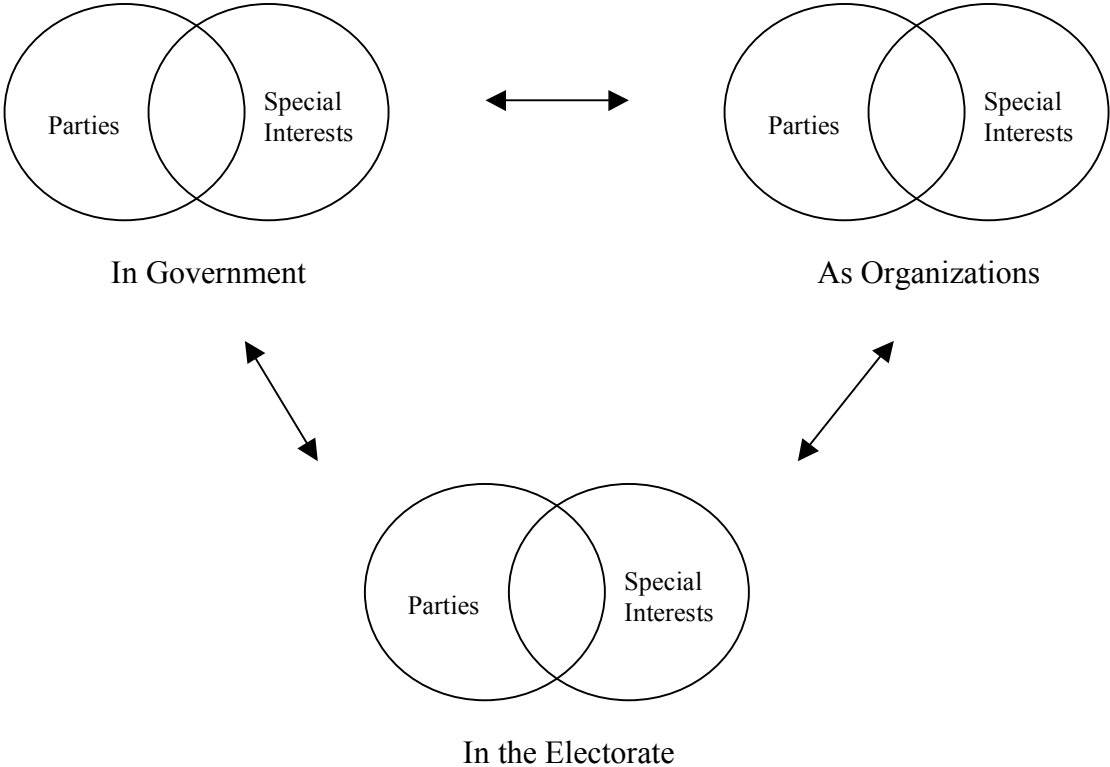 Parties
Special
Interests
In Government
Parties
Special
Interests
As Organizations
Parties
Special
Interests
In the Electorate